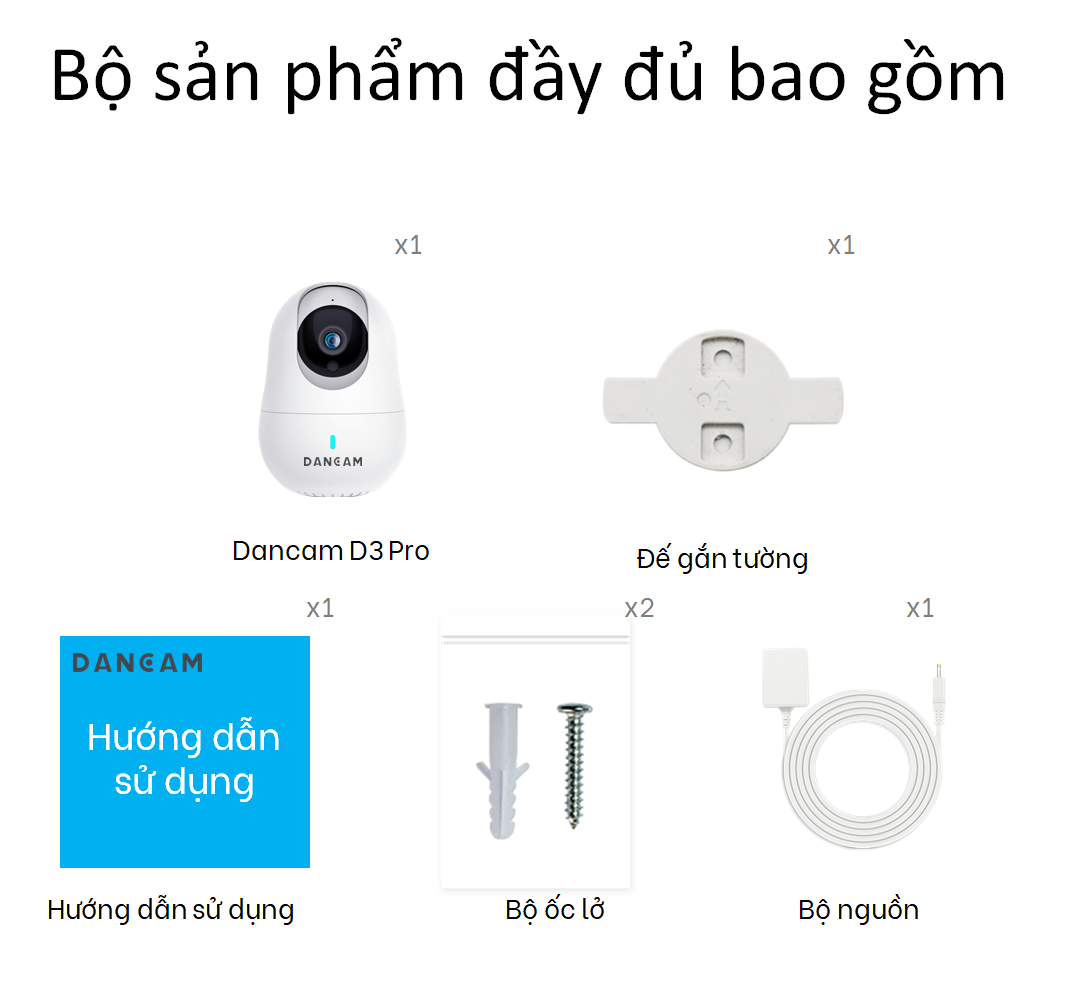 Bộ sản phẩm đầy đủ bao gồm
x1
x1
DANCAM
Dancam D3 Pro
Đế gắn tường
x1
x2
x1
DANCAM
Hướng dẫn
sử dụng
Hướng dẫn sử dụng
Bộ ốc lở
Bộ nguồn